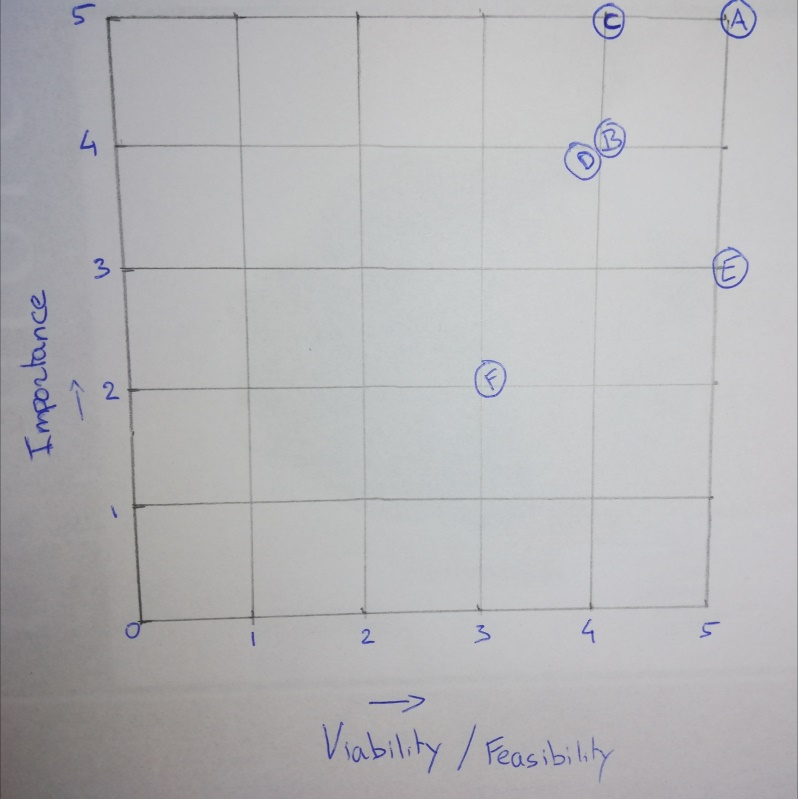 5 C A
4 B
D
3 E
2 F
1
0 1 2 3 4 5
Importance →
→
Viability / Feasibility